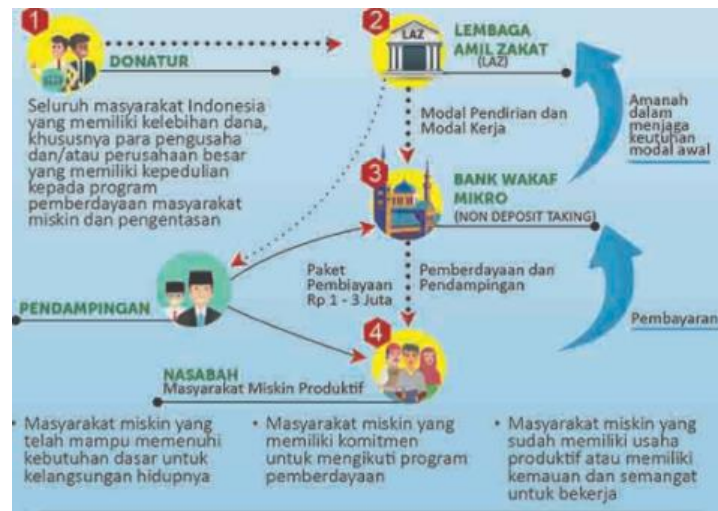 1
DONATUR
Seluruh masyarakat Indonesia
yang memiliki kelebihan dana,
khususnya para pengusaha
dan/atau perusahaan besar
yang memiliki kepedulian
kepada program
pemberdayaan masyarakat
miskin dan pengentasan
2
LAZ
LEMBAGA
AMIL ZAKAT
(LAZ)
Modal Pendirian dan
Modal Kerja
Amanah
dalam
menjaga
keutuhan
modal awal
3
BANK WAKAF
MIKRO
(NON DEPOSIT TAKING)
PENDAMPINGAN
Paket
Pembiayaan
Rp 1 - 3 Juta
Pemberdayaan dan
Pendampingan
Pembayaran
4
NASABAH
Masyarakat Miskin Produktif
• Masyarakat miskin yang
telah mampu memenuhi
kebutuhan dasar untuk
kelangsungan hidupnya
• Masyarakat miskin yang
memiliki komitmen
untuk mengikuti program
pemberdayaan
• Masyarakat miskin yang
sudah memiliki usaha
produktif atau memiliki
kemauan dan semangat
untuk bekerja